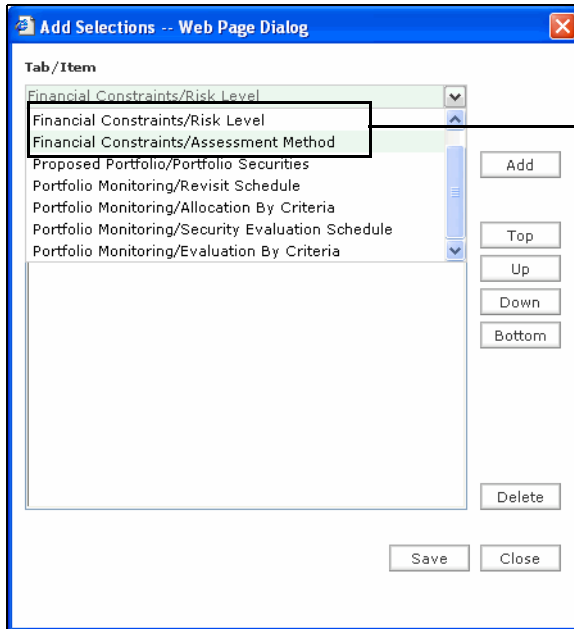 Add Selections -- Web Page Dialog
Tab/Item
Financial Constraints/Risk Level
Financial Constraints/Risk Level
Financial Constraints/Assessment Method
Proposed Portfolio/Portfolio Securities
Portfolio Monitoring/Revisit Schedule
Portfolio Monitoring/Allocation By Criteria
Portfolio Monitoring/Security Evaluation Schedule
Portfolio Monitoring/Evaluation By Criteria
Add
Top
Up
Down
Bottom
Delete
Save
Close